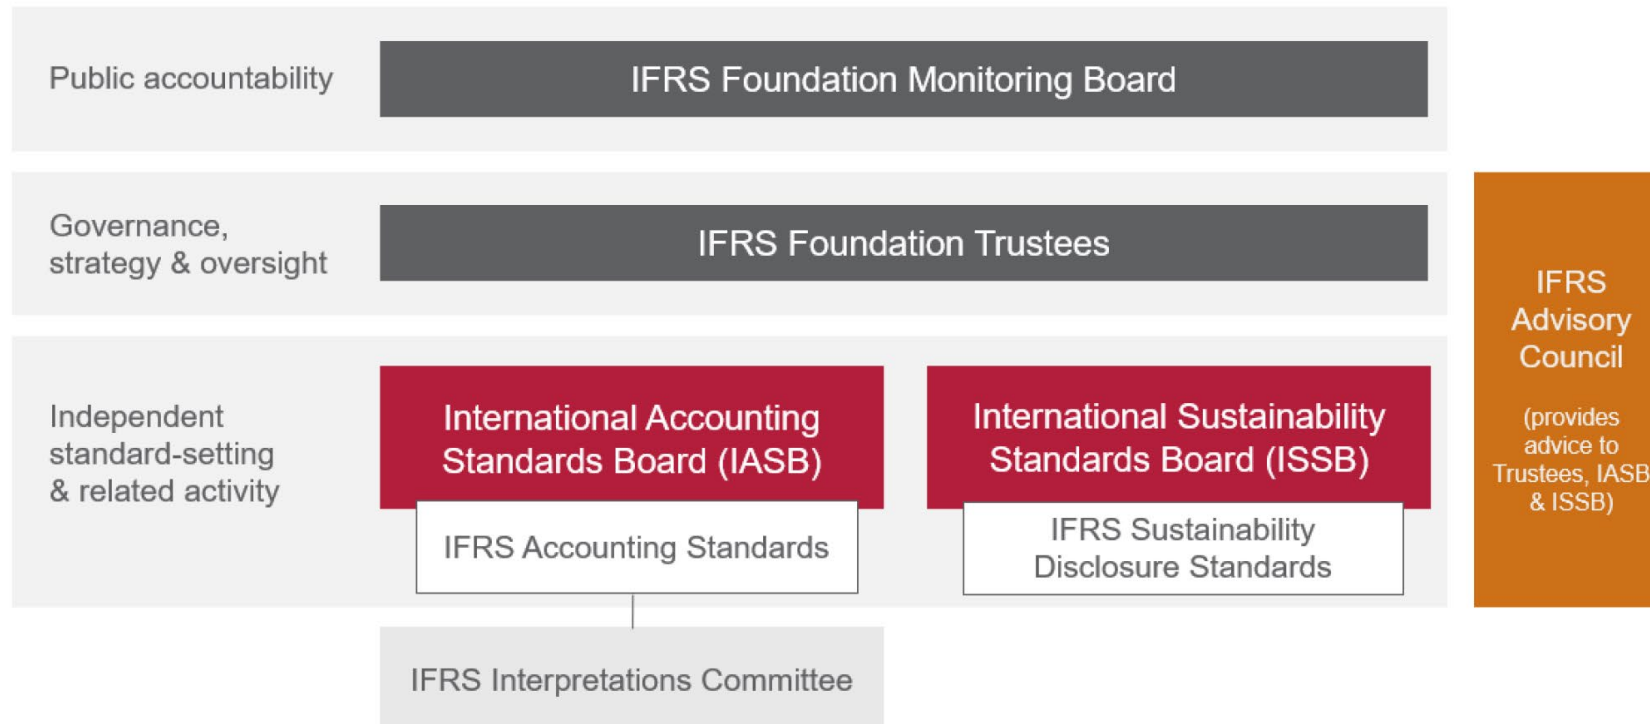 Public accountability
IFRS Foundation Monitoring Board
Governance,
strategy & oversight
IFRS Foundation Trustees
Independent
standard-setting
& related activity
International Accounting
Standards Board (IASB)
IFRS Accounting Standards
International Sustainability
Standards Board (ISSB)
IFRS Sustainability
Disclosure Standards
IFRS Interpretations Committee
IFRS
Advisory
Council
(provides
advice to
Trustees, IASB
& ISSB)